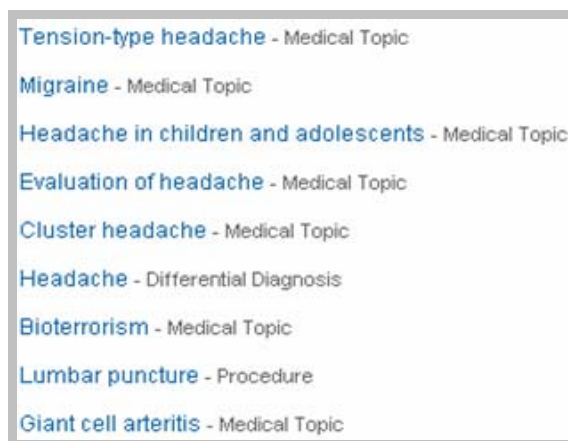 Tension-type headache - Medical Topic
Migraine - Medical Topic
Headache in children and adolescents - Medical Topic
Evaluation of headache - Medical Topic
Cluster headache - Medical Topic
Headache - Differential Diagnosis
Bioterrorism - Medical Topic
Lumbar puncture - Procedure
Giant cell arteritis - Medical Topic